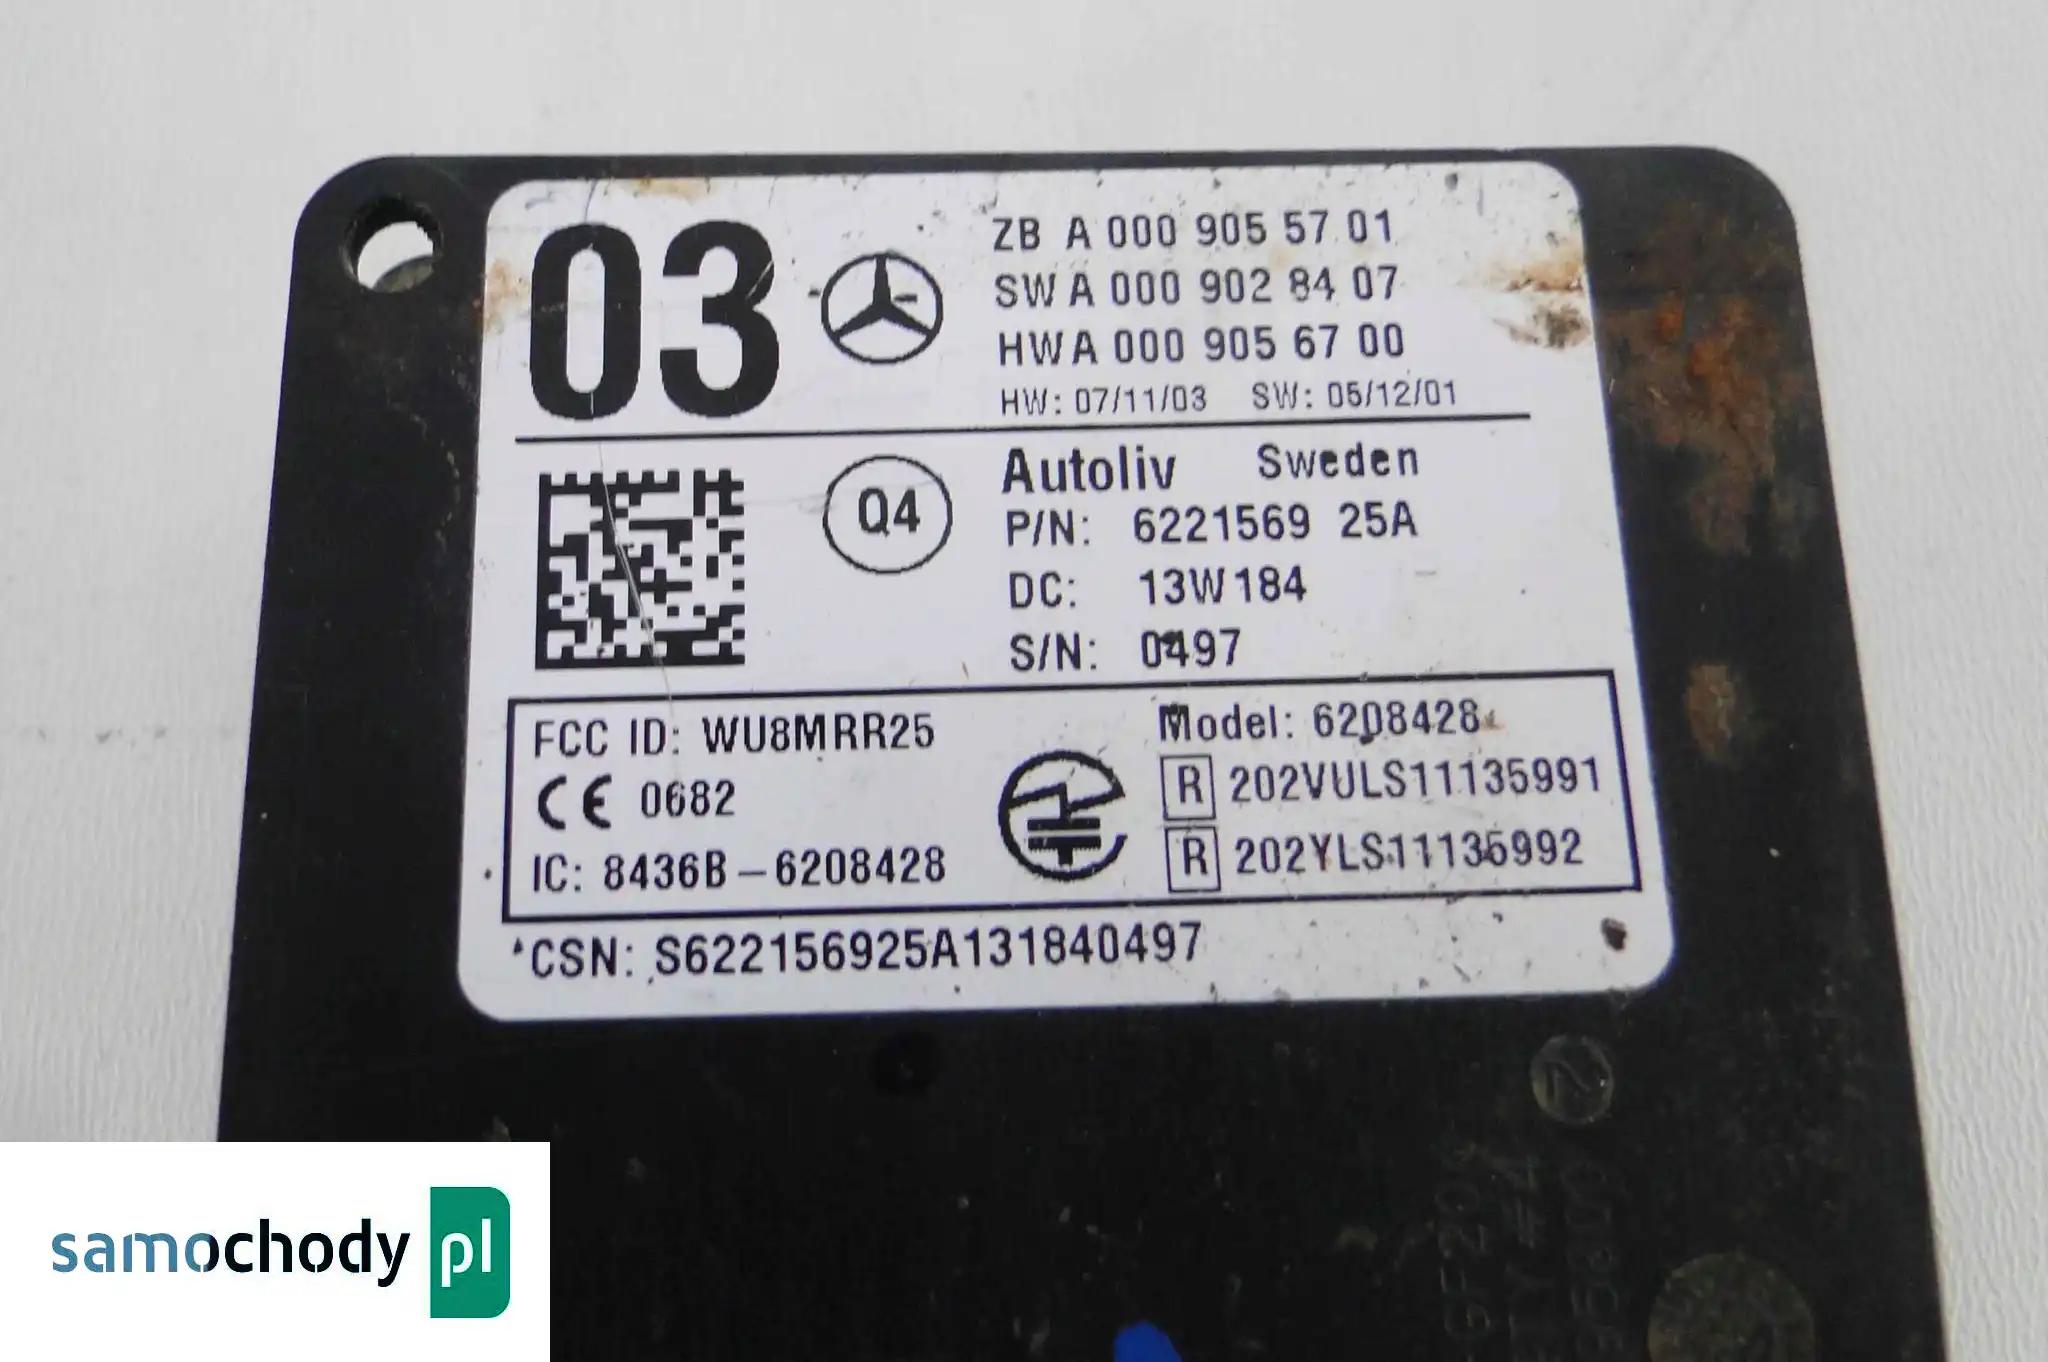 03
ZB A 000 905 57 01
SW A 000 902 84 07
HW A 000 905 67 00
HW: 07/11/03 SW: 05/12/01
Q4
Autoliv Sweden
P/N: 6221569 25A
DC: 13W184
S/N: 0497
FCC ID: WU8MRR25
CE 0682
IC: 8436B-6208428
Model: 6208428
R 202VULS11135991
R 202YLS11135992
CSN: S622156925A131840497
samochody pl